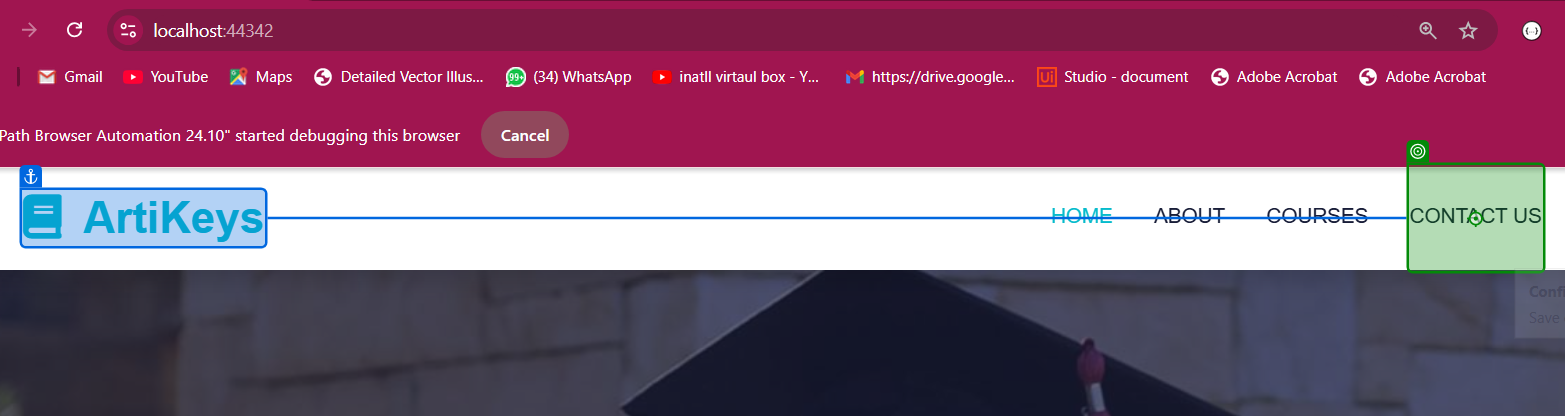 localhost:44342
Gmail YouTube Maps Detailed Vector Illus... 99+ (34) WhatsApp inatll virtaul box - Y... https://drive.google... Ui Studio - document Adobe Acrobat Adobe Acrobat
Path Browser Automation 24.10" started debugging this browser Cancel
ArtiKeys HOME ABOUT COURSES CONTACT US
Confi
Save